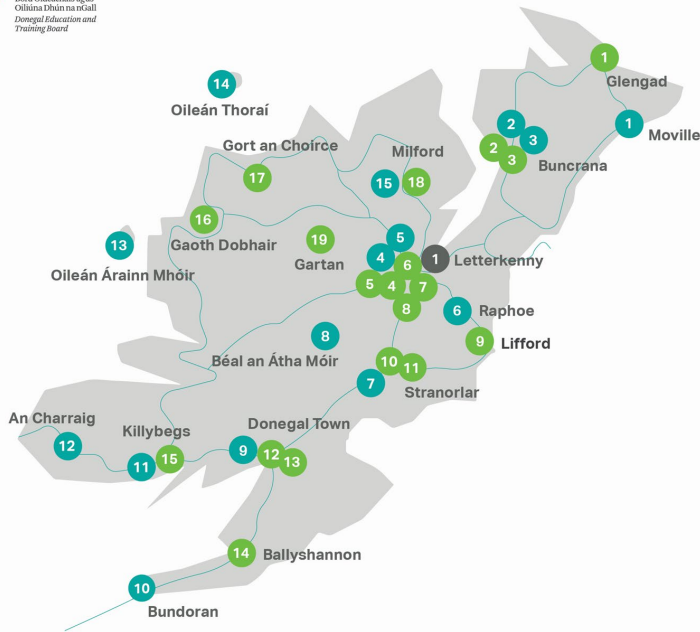 Oiliúna Dhún na nGall
Donegal Education and
Training Board
1
Glengad
14
Oileán Thoraí
2
3
1
Moville
2
3
Buncrana
Gort an Choirce
Milford
17
15
18
16
Gaoth Dobhair
19
Gartan
5
4
6
1
Letterkenny
13
Oileán Árainn Mhóir
5
4
7
8
6
Raphoe
8
Béal an Átha Móir
9
Lifford
10
11
7
Stranorlar
An Charraig
12
Killybegs
11
15
Donegal Town
9
12
13
14
Ballyshannon
10
Bundoran